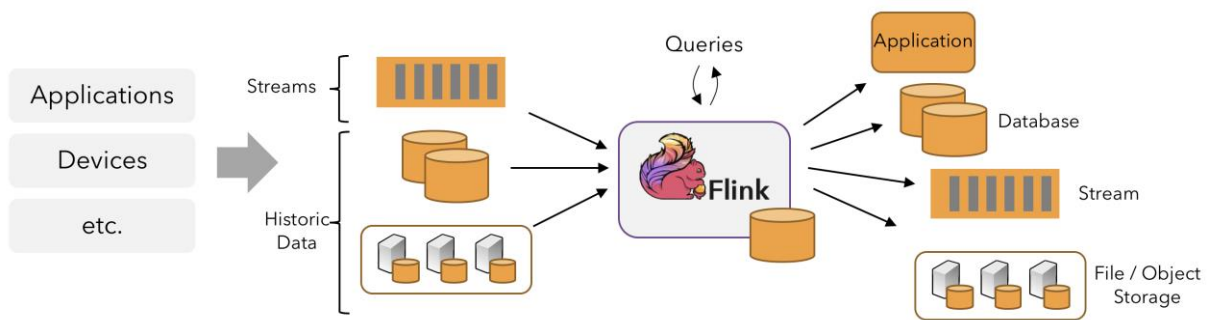 Applications
Devices
etc.
Streams
Historic
Data
Queries
Flink
Application
Database
Stream
File / Object
Storage